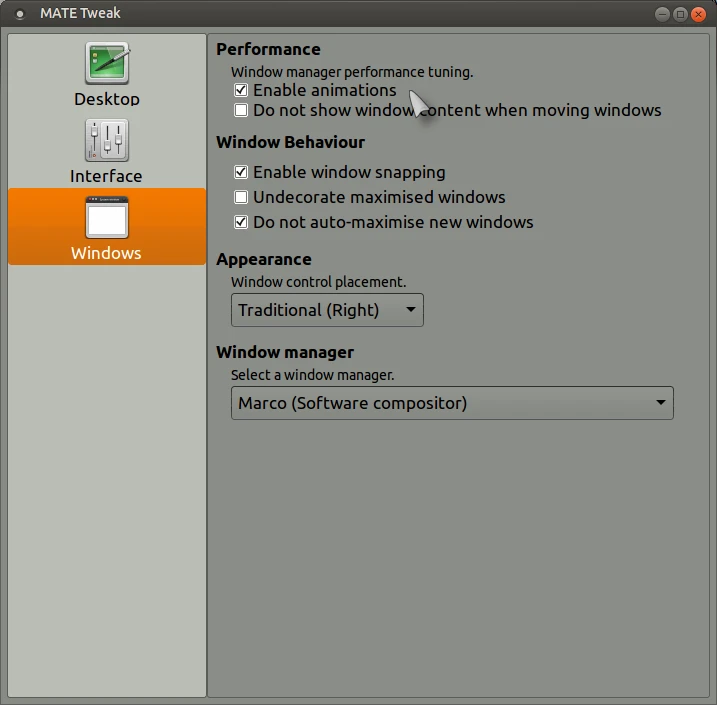 MATE Tweak
Desktop
Interface
Windows
Performance
Window manager performance tuning.
Enable animations
Do not show window content when moving windows
Window Behaviour
Enable window snapping
Undecorate maximised windows
Do not auto-maximise new windows
Appearance
Window control placement.
Traditional (Right)
Window manager
Select a window manager.
Marco (Software compositor)